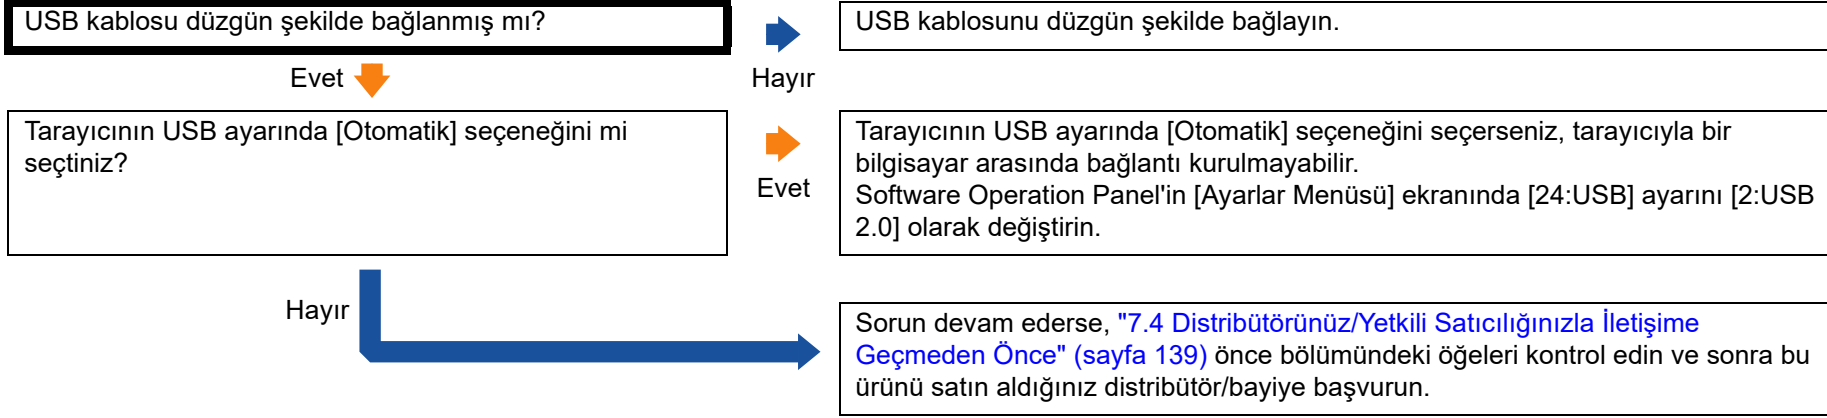 USB kablosu düzgün şekilde bağlanmış mı?
USB kablosunu düzgün şekilde bağlayın.
Evet
Hayır
Tarayıcının USB ayarında [Otomatik] seçeneğini mi
seçtiniz?
Evet
Tarayıcının USB ayarında [Otomatik] seçeneğini seçerseniz, tarayıcıyla bir
bilgisayar arasında bağlantı kurulmayabilir.
Software Operation Panel'in [Ayarlar Menüsü] ekranında [24:USB] ayarını [2:USB
2.0] olarak değiştirin.
Hayır
Sorun devam ederse, "7.4 Distribütörünüz/Yetkili Satıcılığınızla İletişime
Geçmeden Önce" (sayfa 139) önce bölümündeki öğeleri kontrol edin ve sonra bu
ürünü satın aldığınız distribütör/bayiye başvurun.